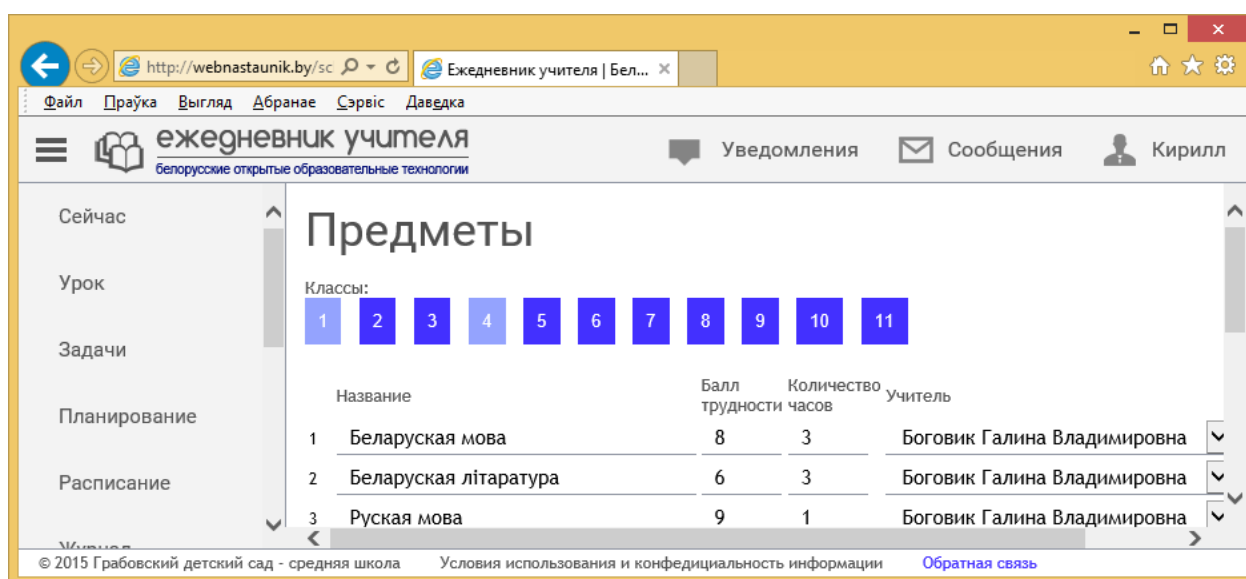 http://webnastaunik.by/sc
Ежедневник учителя | Бел...
Файл Праўка Выгляд Абранае Сэрвіс Даведка
ежедневник учителя
белорусские открытые образовательные технологии
Уведомления Сообщения Кирилл
Сейчас
Урок
Задачи
Планирование
Расписание
Журнал
Предметы
Классы:
1 2 3 4 5 6 7 8 9 10 11
Название Балл трудности Количество часов Учитель
1 Беларуская мова 8 3 Боговик Галина Владимировна
2 Беларуская літаратура 6 3 Боговик Галина Владимировна
3 Руская мова 9 1 Боговик Галина Владимировна
© 2015 Грабовский детский сад - средняя школа Условия использования и конфедициальность информации Обратная связь